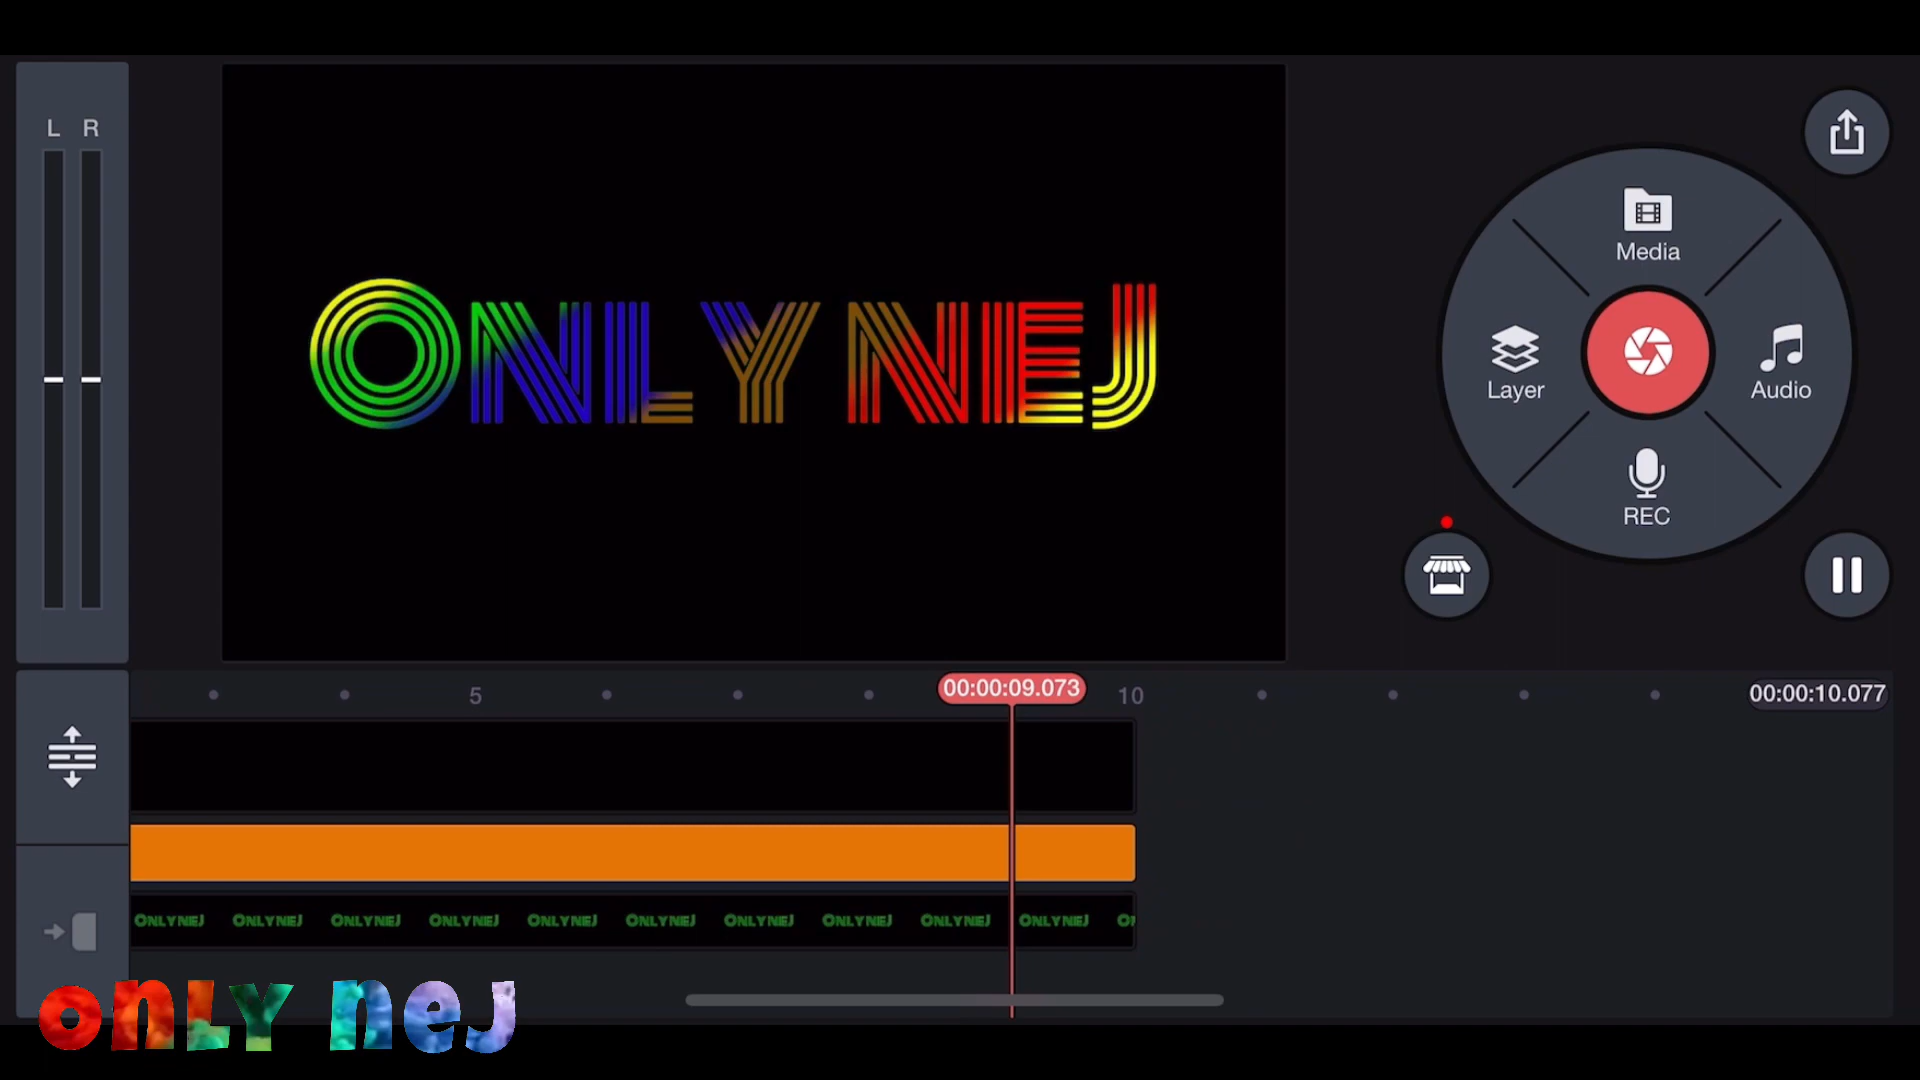 L R
ONLY NEJ
Media
Layer
Audio
REC
5
00:00:09.073
10
00:00:10.077
ONLYNEJ ONLYNEJ ONLYNEJ ONLYNEJ ONLYNEJ ONLYNEJ ONLYNEJ ONLYNEJ ONLYNEJ ONLYNEJ ON
onLY nej